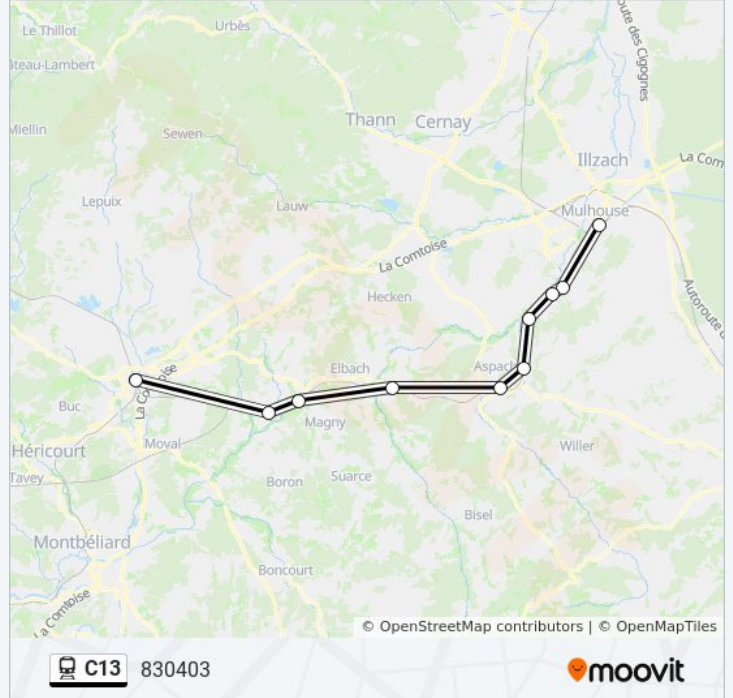 Le Thillot
Urbès
oute des Cigognes
âteau-Lambert
Thann
Cernay
Miellin
Sewen
Illzach
La Com
Lepuix
Lauw
Mulhouse
La Comtoise
Hecken
Autoroute d
Elbach
Aspach
La Comtoise
Buc
Magny
Héricourt
Moval
Willer
Tavey
Boron
Suarce
Bisel
Montbéliard
Boncourt
La Comtoise
© OpenStreetMap contributors | © OpenMapTiles
C13 830403
moovit